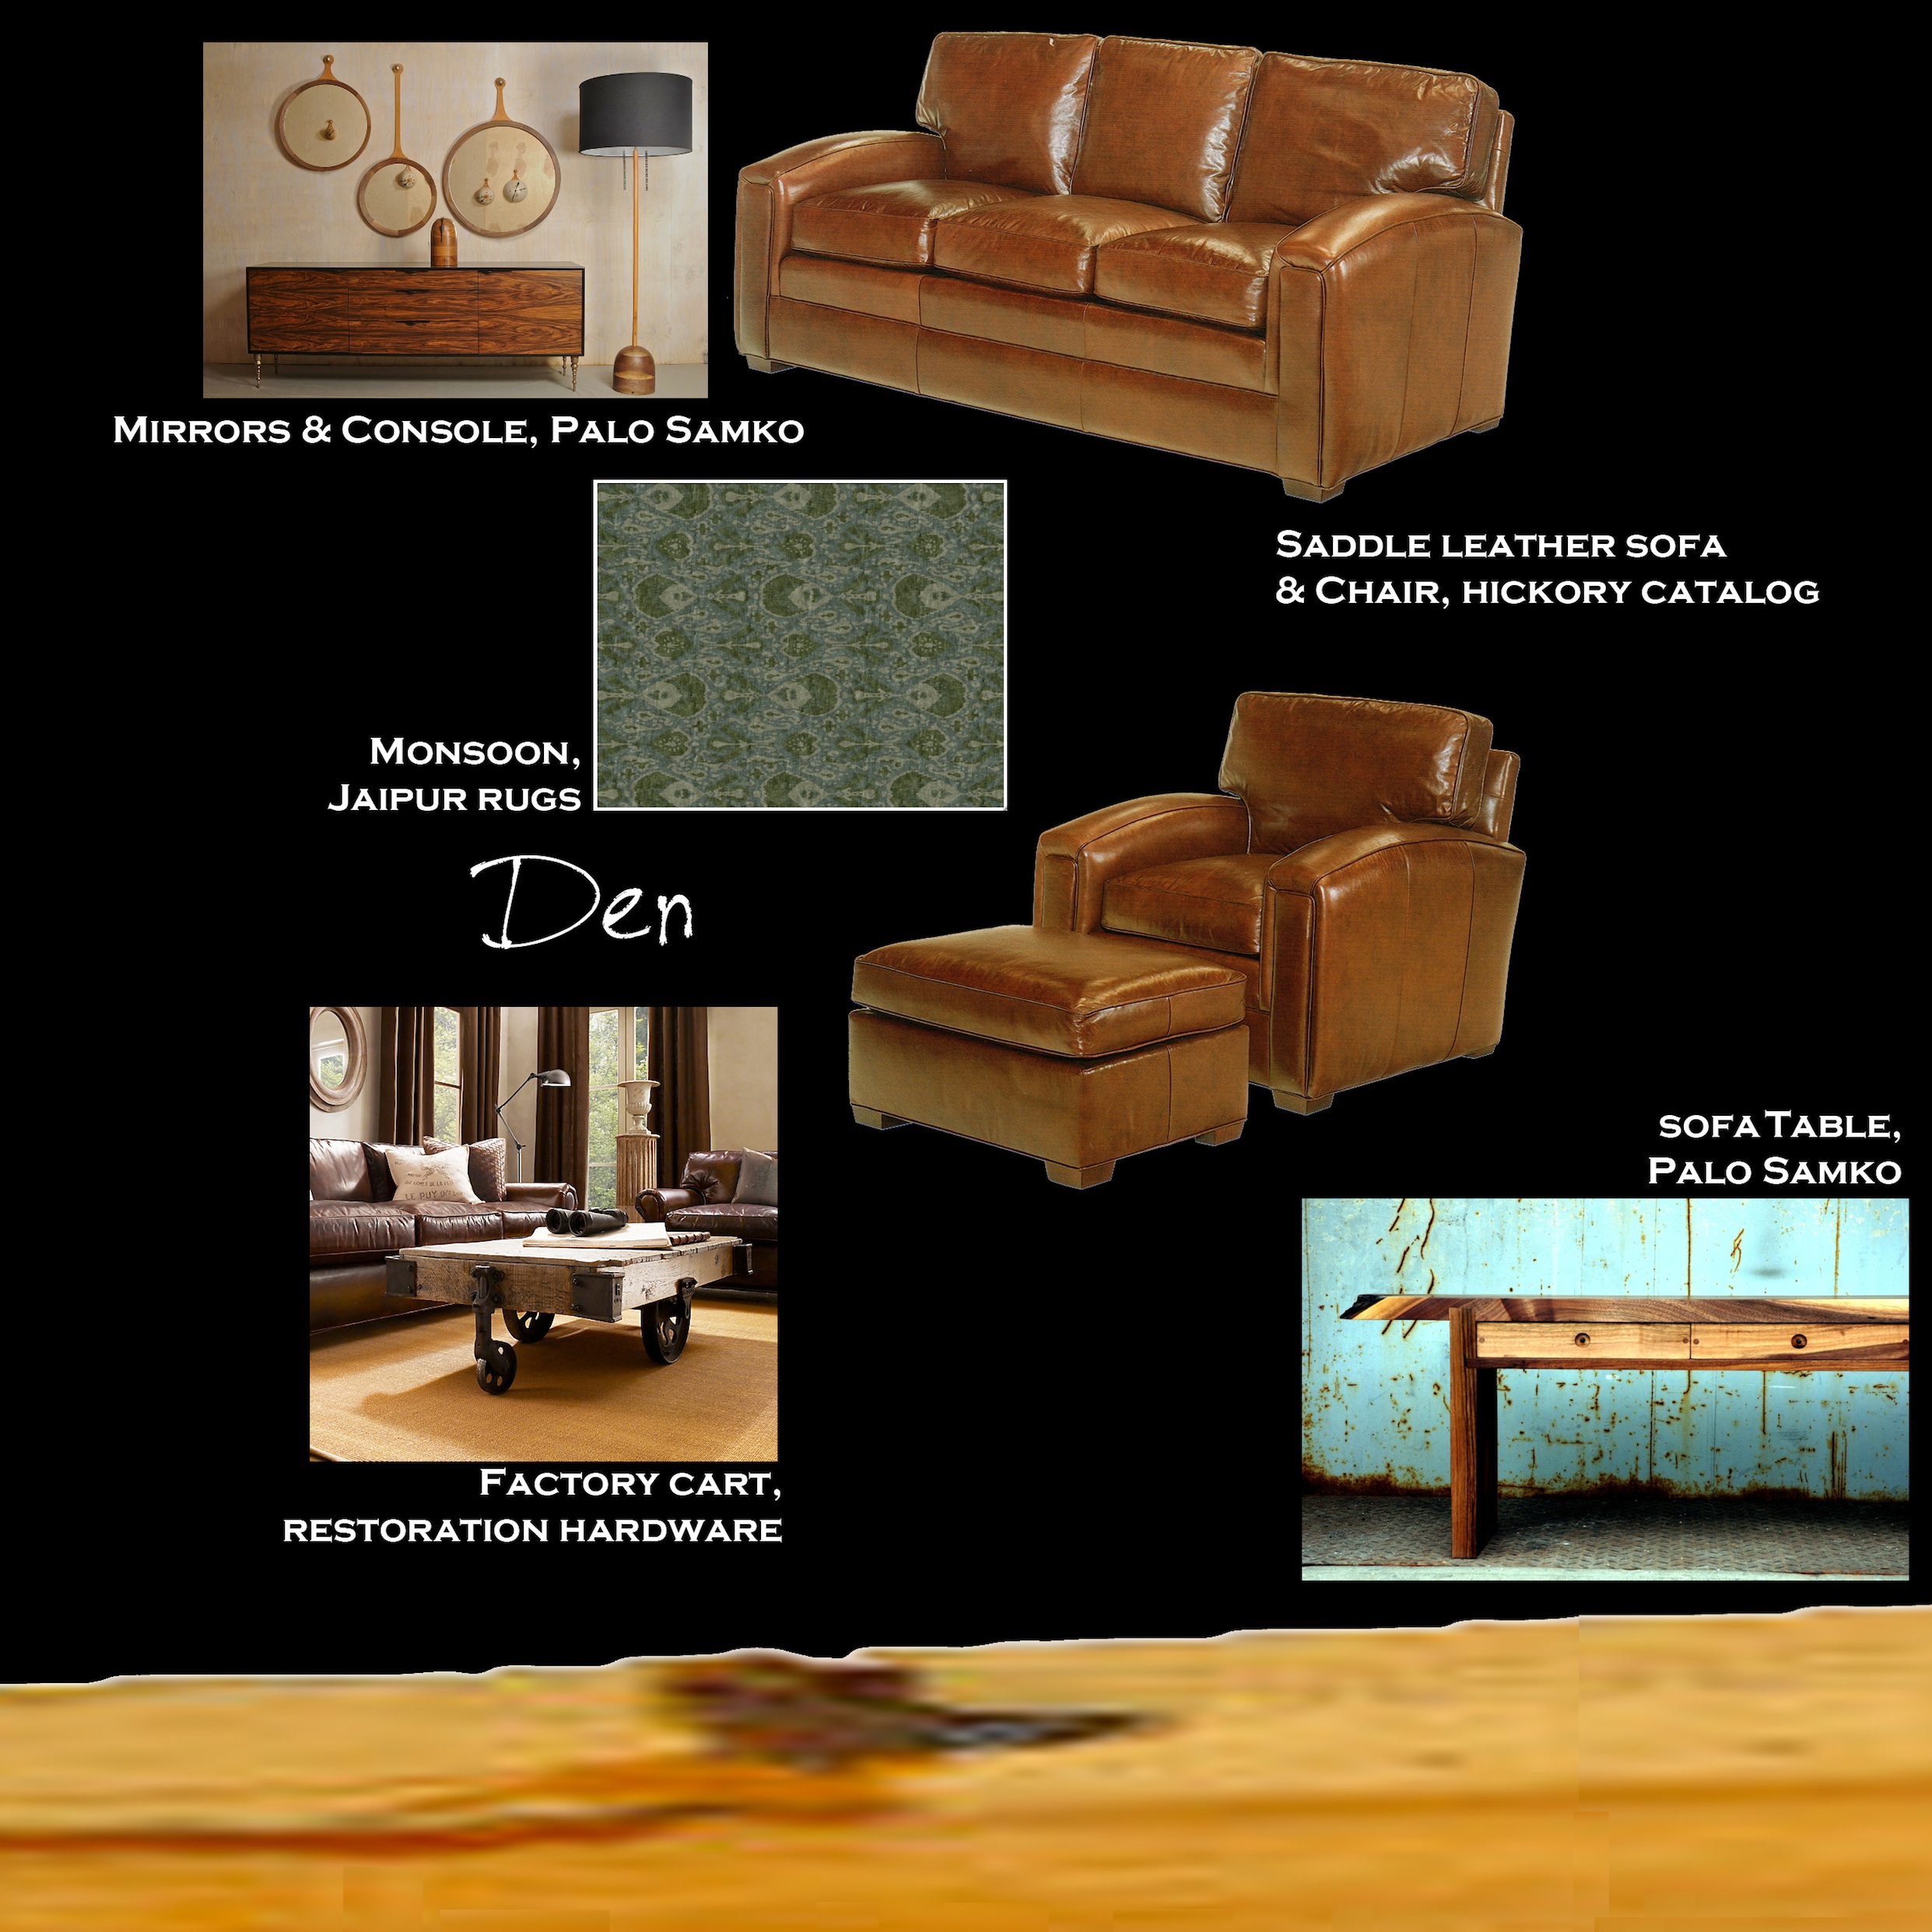 Mirrors & Console, Palo Samko
Saddle leather sofa
& Chair, hickory catalog
Monsoon,
Jaipur rugs
Den
sofa Table,
Palo Samko
Factory cart,
restoration hardware